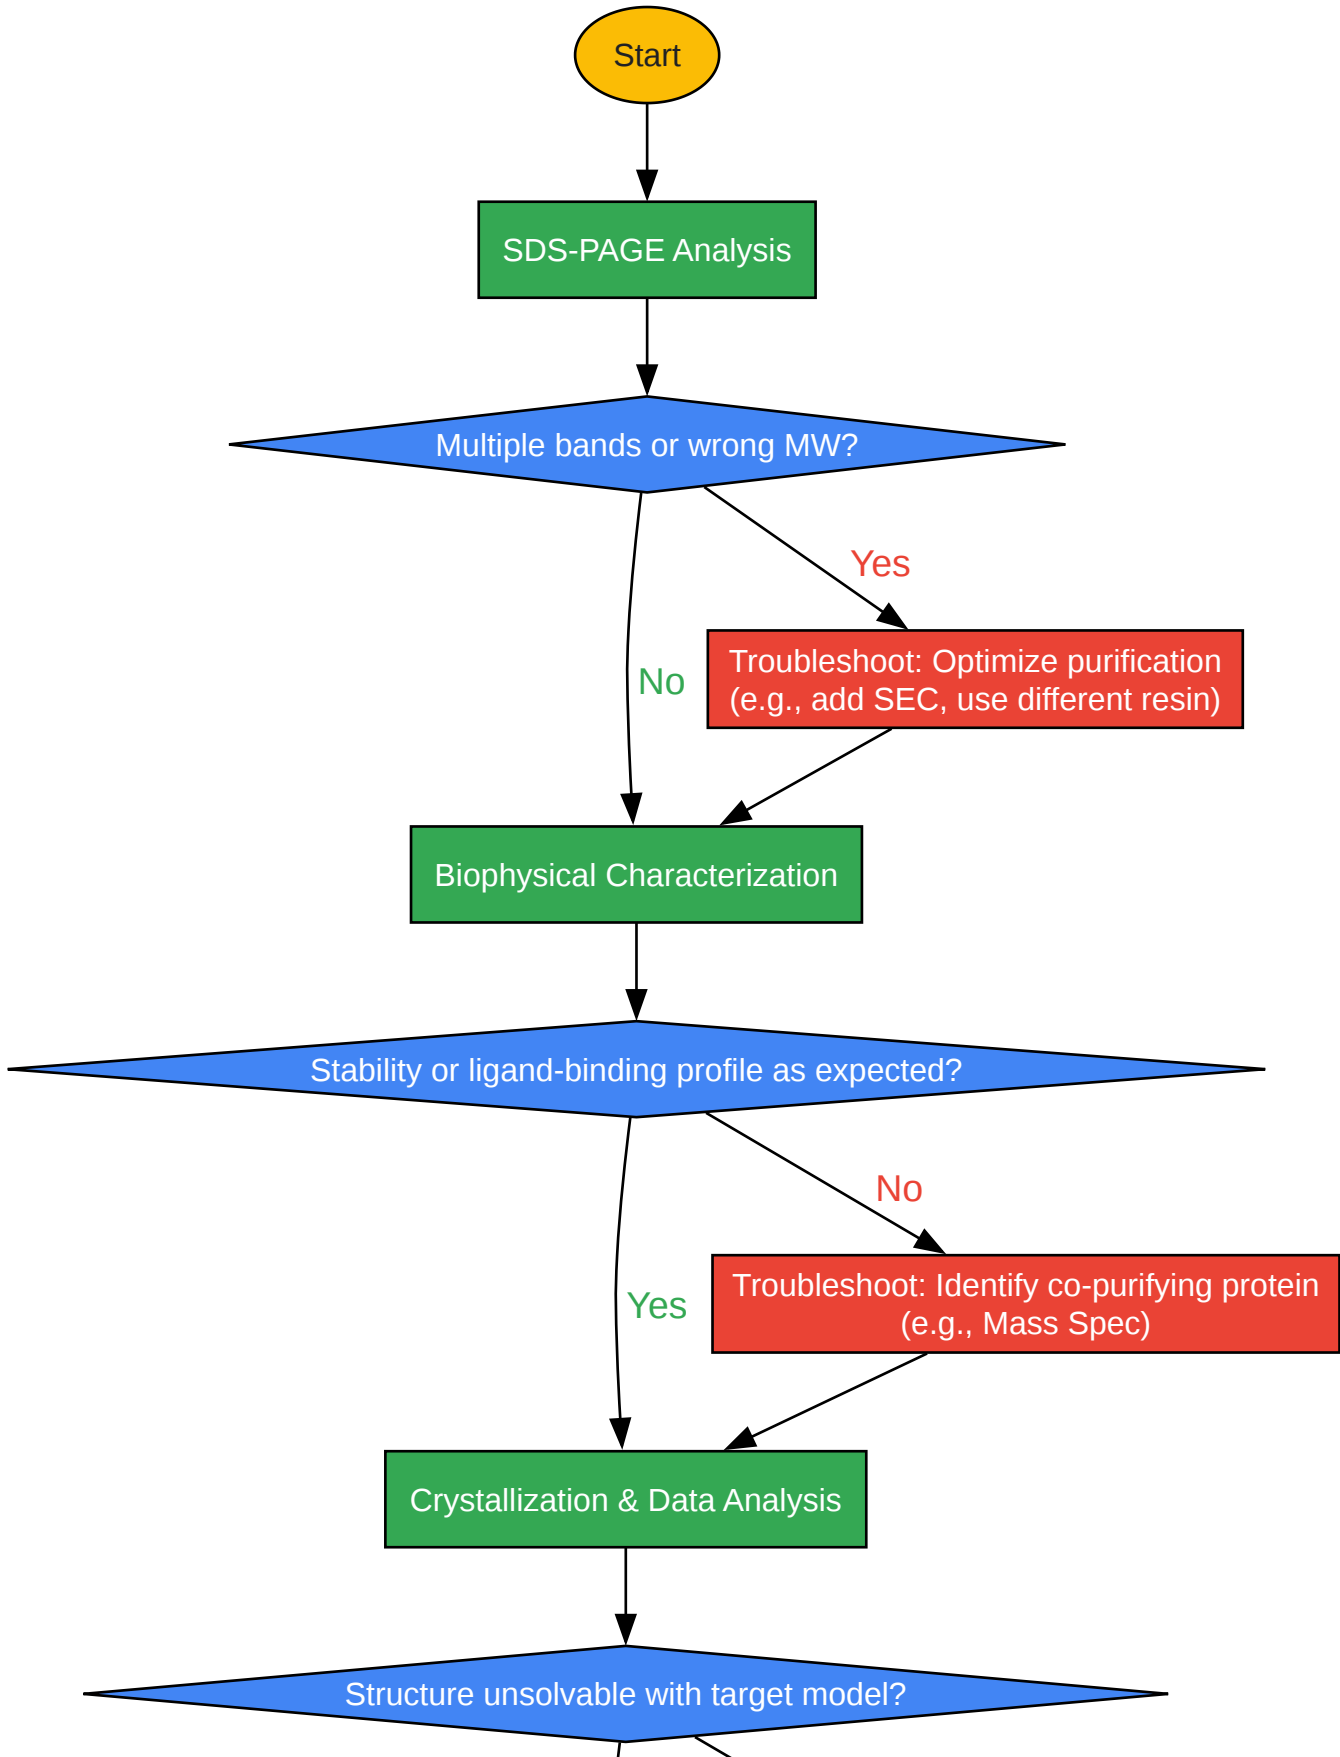 Start
SDS-PAGE Analysis
Multiple bands or wrong MW?
Yes
No
Troubleshoot: Optimize purification
(e.g., add SEC, use different resin)
Biophysical Characterization
Stability or ligand-binding profile as expected?
No
Yes
Troubleshoot: Identify co-purifying protein
(e.g., Mass Spec)
Crystallization & Data Analysis
Structure unsolvable with target model?